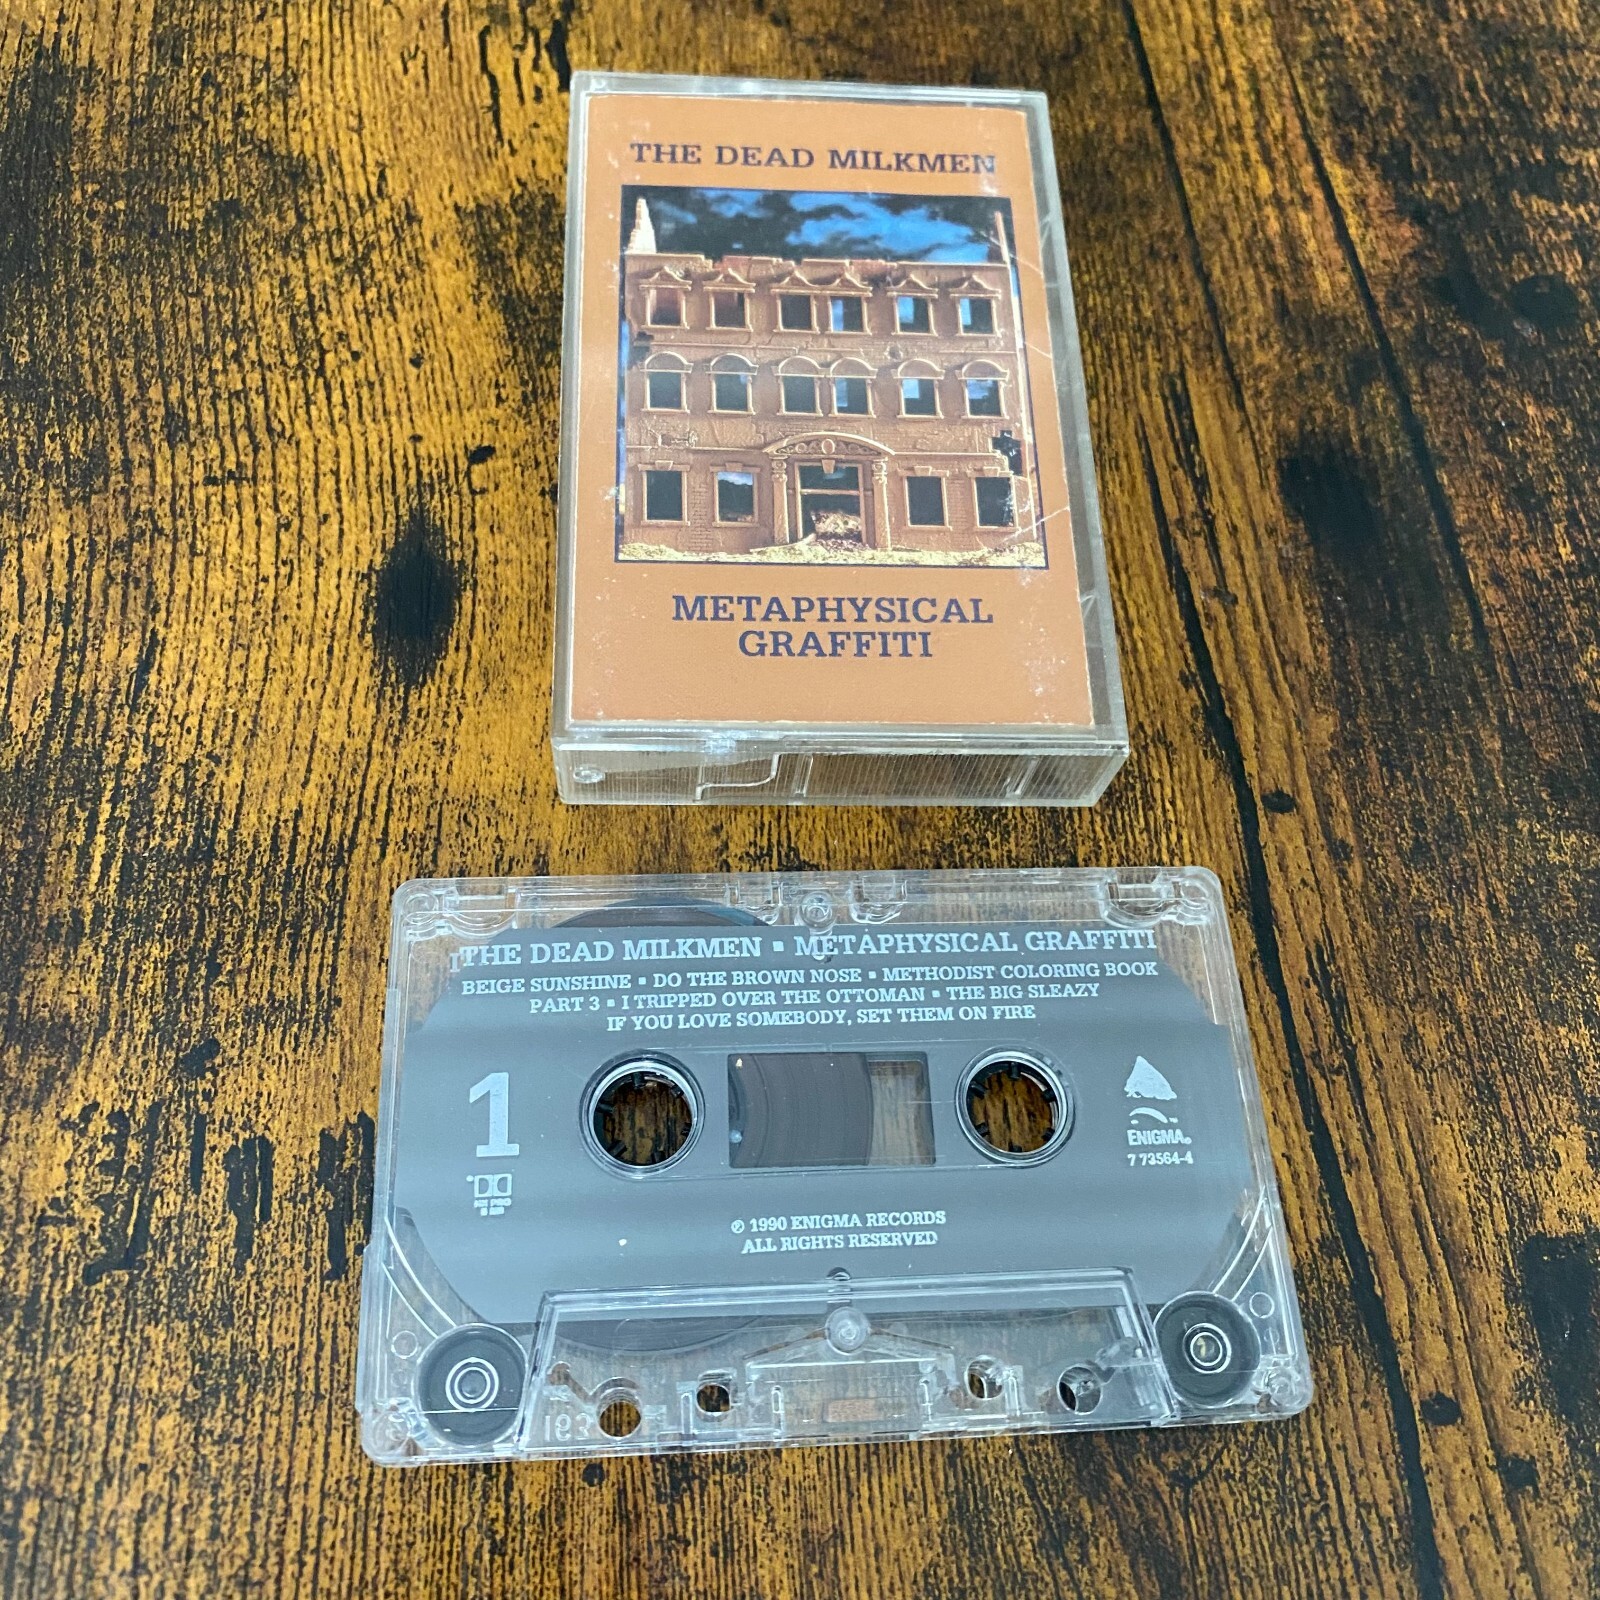 THE DEAD MILKMEN
METAPHYSICAL
GRAFFITI
THE DEAD MILKMEN ▪ METAPHYSICAL GRAFFITI
BEIGE SUNSHINE ▪ DO THE BROWN NOSE ▪ METHODIST COLORING BOOK
PART 3 ▪ I TRIPPED OVER THE OTTOMAN ▪ THE BIG SLEAZY
IF YOU LOVE SOMEBODY, SET THEM ON FIRE
1
ENIGMA®
7 73564-4
HX PRO
℗ 1990 ENIGMA RECORDS
ALL RIGHTS RESERVED